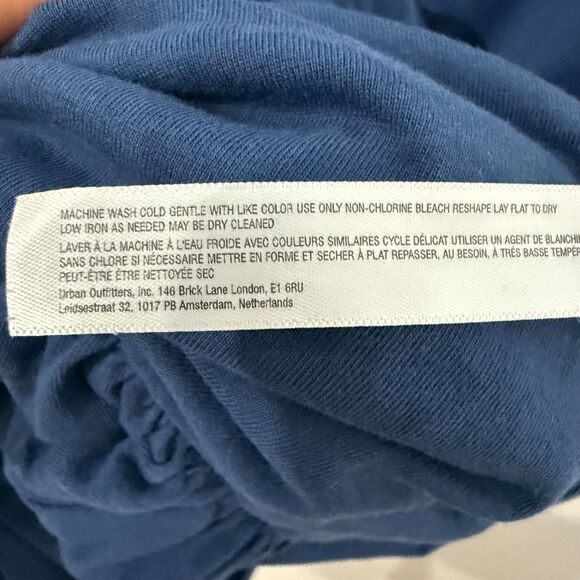 MACHINE WASH COLD GENTLE WITH LIKE COLOR USE ONLY NON-CHLORINE BLEACH RESHAPE LAY FLAT TO DRY
LOW IRON AS NEEDED MAY BE DRY CLEANED
LAVER À LA MACHINE À L'EAU FROIDE AVEC COULEURS SIMILAIRES CYCLE DÉLICAT UTILISER UN AGENT DE
SANS CHLORE SI NÉCESSAIRE METTRE EN FORME ET SECHER À PLAT REPASSER, AU BESOIN, À TRÈS BASSE
PEUT-ÊTRE ÊTRE NETTOYÉE SEC
Urban Outfitters, Inc. 146 Brick Lane London, E1 6RU
Leidsestraat 32, 1017 PB Amsterdam, Netherlands